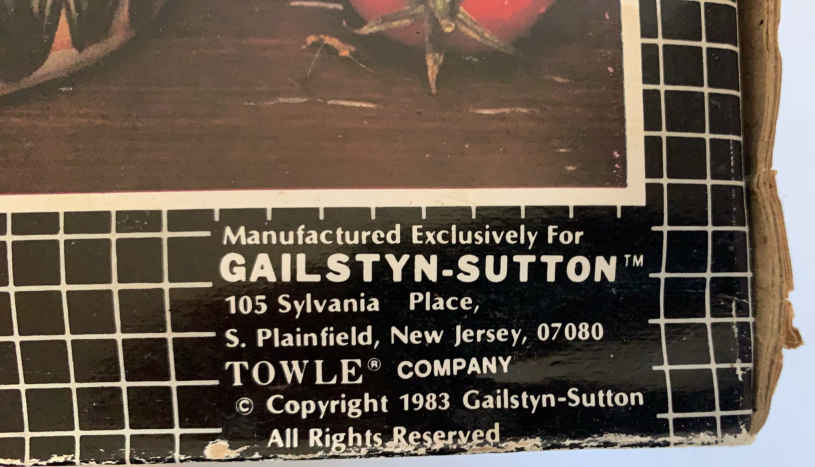 Manufactured Exclusively For
GAILSTYN-SUTTON™
105 Sylvania Place,
S. Plainfield, New Jersey, 07080
TOWLE® COMPANY
© Copyright 1983 Gailstyn-Sutton
All Rights Reserved